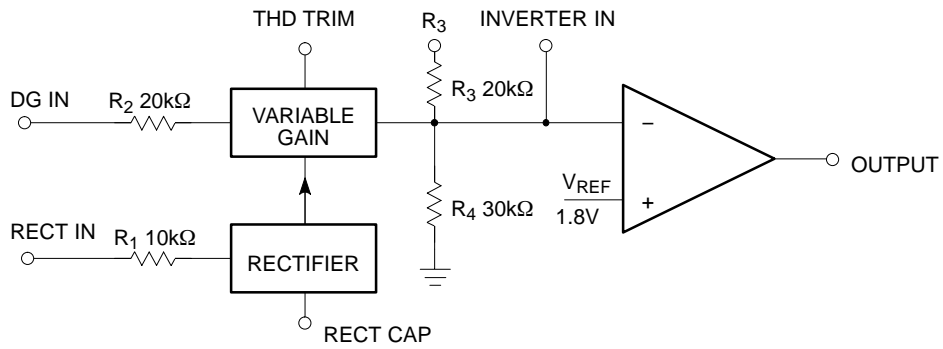 THD TRIM
R3
INVERTER IN
DG IN
R2 20kΩ
VARIABLE
GAIN
R3 20kΩ
−
OUTPUT
VREF
1.8V
+
R4 30kΩ
RECT IN
R1 10kΩ
RECTIFIER
RECT CAP